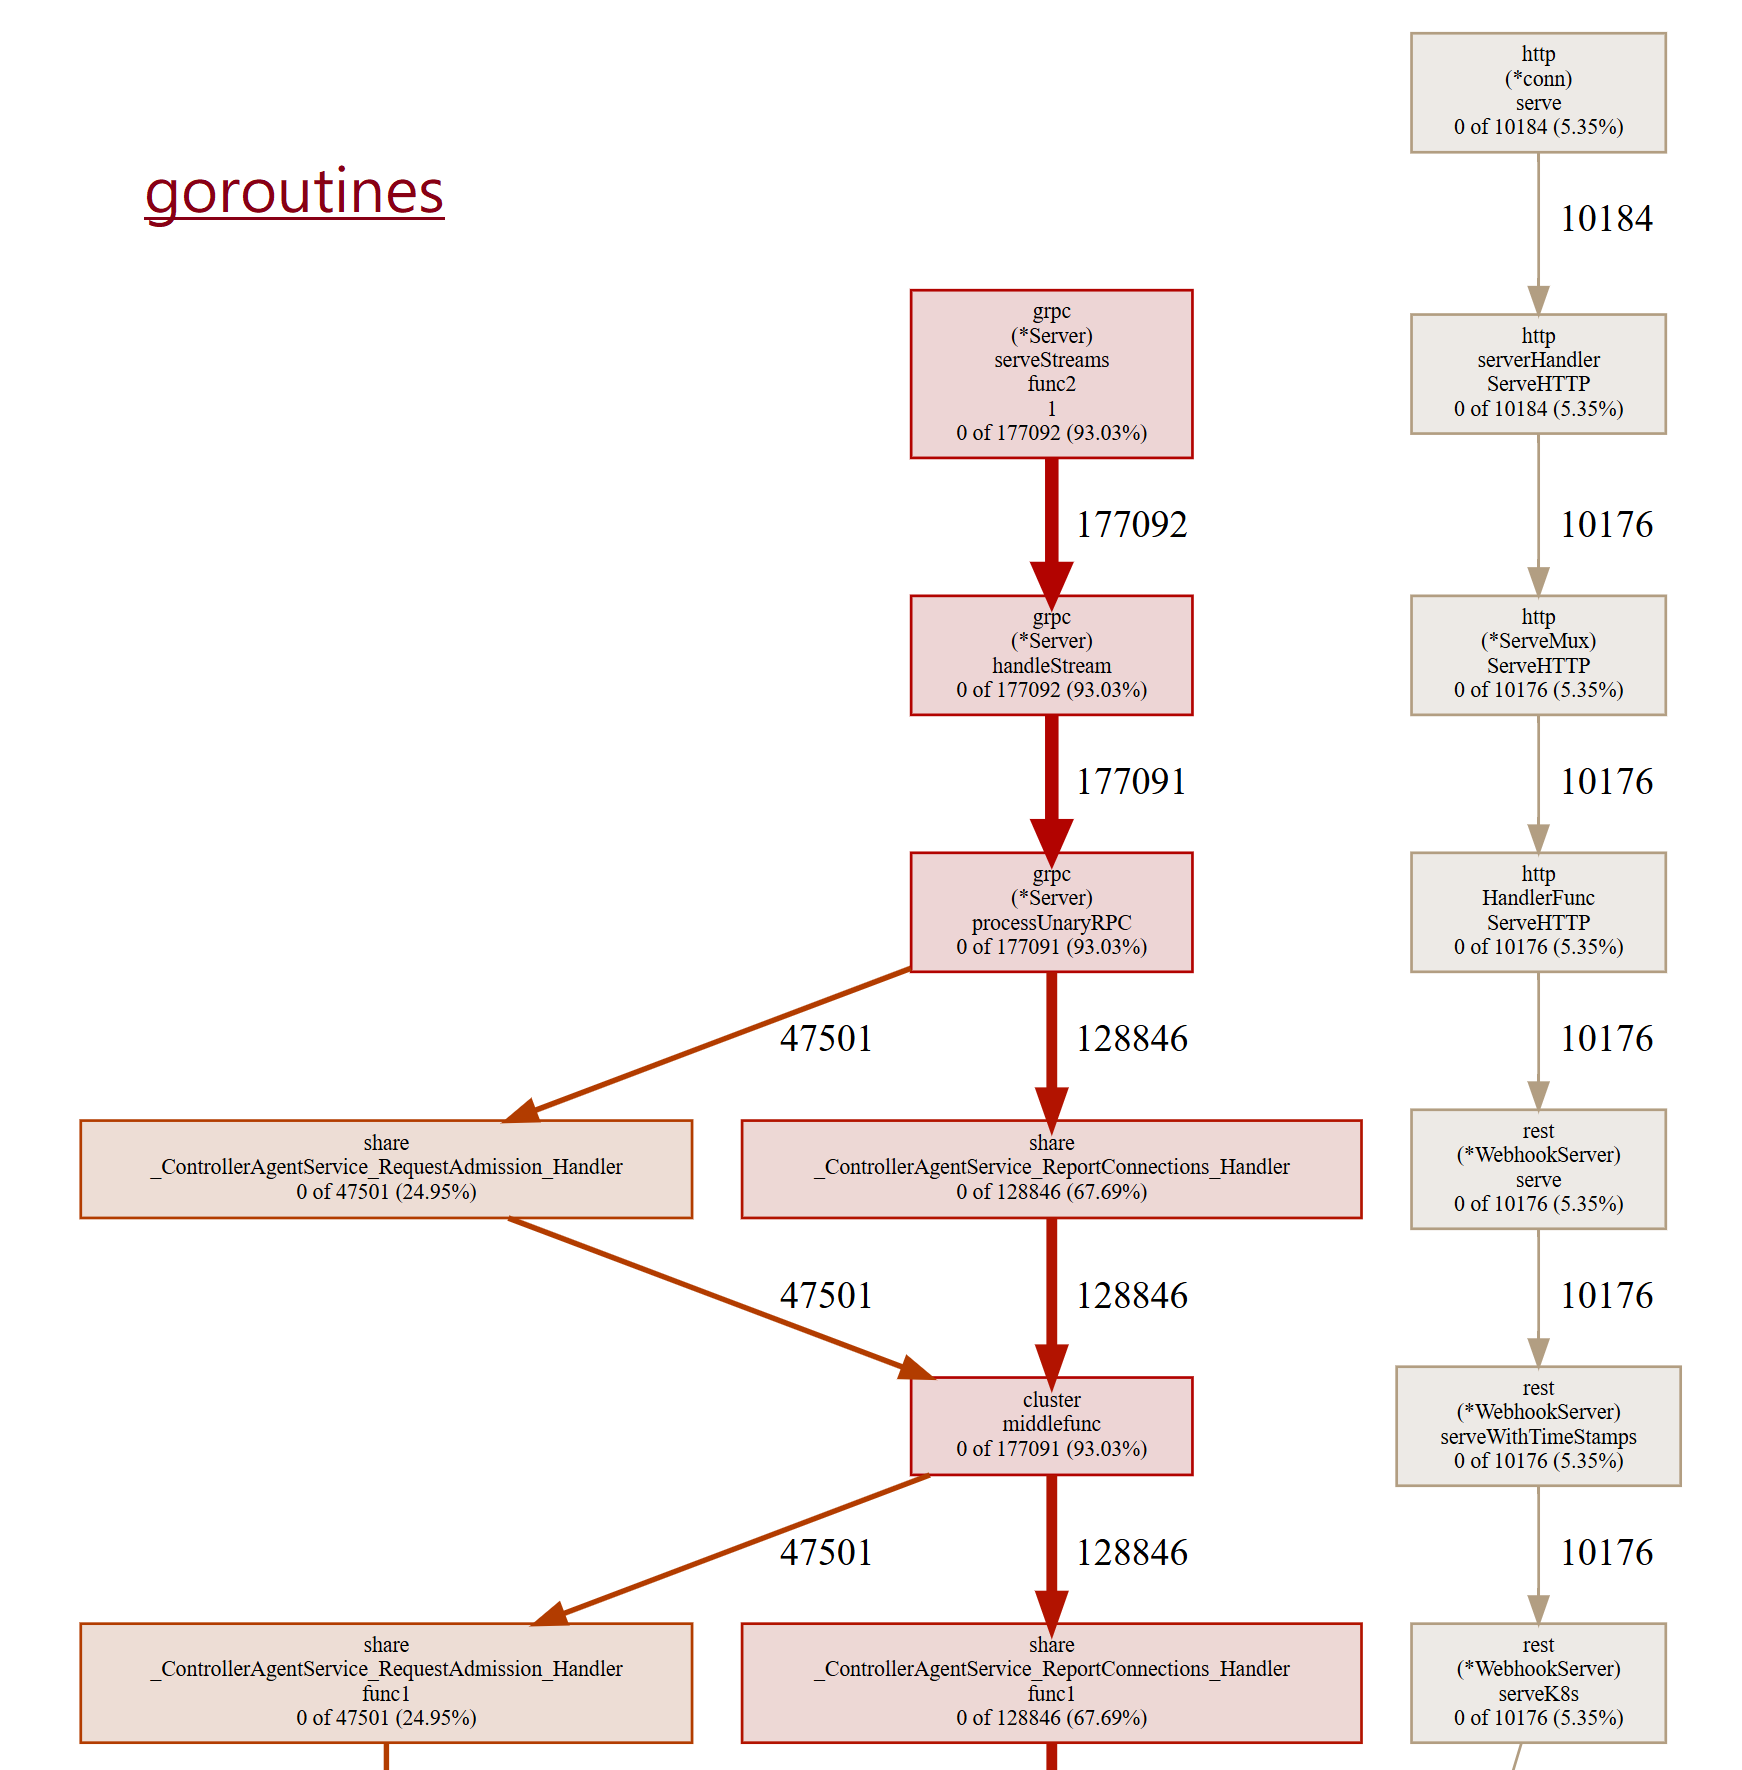 http
(*conn)
serve
0 of 10184 (5.35%)
goroutines
10184
grpc
(*Server)
serveStreams
func2
1
0 of 177092 (93.03%)
http
serverHandler
ServeHTTP
0 of 10184 (5.35%)
177092
10176
grpc
(*Server)
handleStream
0 of 177092 (93.03%)
http
(*ServeMux)
ServeHTTP
0 of 10176 (5.35%)
177091
10176
grpc
(*Server)
processUnaryRPC
0 of 177091 (93.03%)
http
HandlerFunc
ServeHTTP
0 of 10176 (5.35%)
47501
128846
10176
share
_ControllerAgentService_RequestAdmission_Handler
0 of 47501 (24.95%)
share
_ControllerAgentService_ReportConnections_Handler
0 of 128846 (67.69%)
rest
(*WebhookServer)
serve
0 of 10176 (5.35%)
47501
128846
10176
cluster
middlefunc
0 of 177091 (93.03%)
rest
(*WebhookServer)
serveWithTimeStamps
0 of 10176 (5.35%)
47501
128846
10176
share
_ControllerAgentService_RequestAdmission_Handler
func1
0 of 47501 (24.95%)
share
_ControllerAgentService_ReportConnections_Handler
func1
0 of 128846 (67.69%)
rest
(*WebhookServer)
serveK8s
0 of 10176 (5.35%)